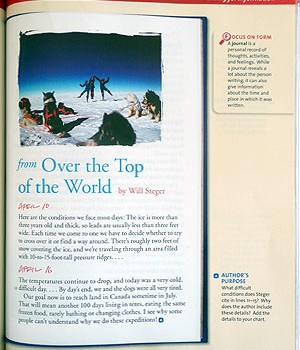 FOCUS ON FORM
A journal is a
personal record of
thoughts, activities,
and feelings. While
a journal reveals a
lot about the person
writing, it can also
give information
about the time and
place in which it was
written.
from Over the Top
of the World by Will Steger
APRIL 10
Here are the conditions we face most days: The ice is more than
three years old and thick, so leads are usually less than three feet
wide. Each time we come to one we have to decide whether to try
to cross over it or find a way around. There's roughly two feet of
snow covering the ice, and we're traveling through an area filled
with 10-to-15-foot-tall pressure ridges. . . .
APRIL 16
The temperatures continue to drop, and today was a very cold,
difficult day. . . . By day's end, we and the dogs were all very tired.
Our goal now is to reach land in Canada sometime in July.
That will mean another 100 days living in tents, eating the same
frozen food, rarely bathing or changing clothes. I see why some
people can't understand why we do these expeditions!
AUTHOR'S
PURPOSE
What difficult
conditions does Steger
cite in lines 11–15? Why
does the author include
these details? Add the
details to your chart.